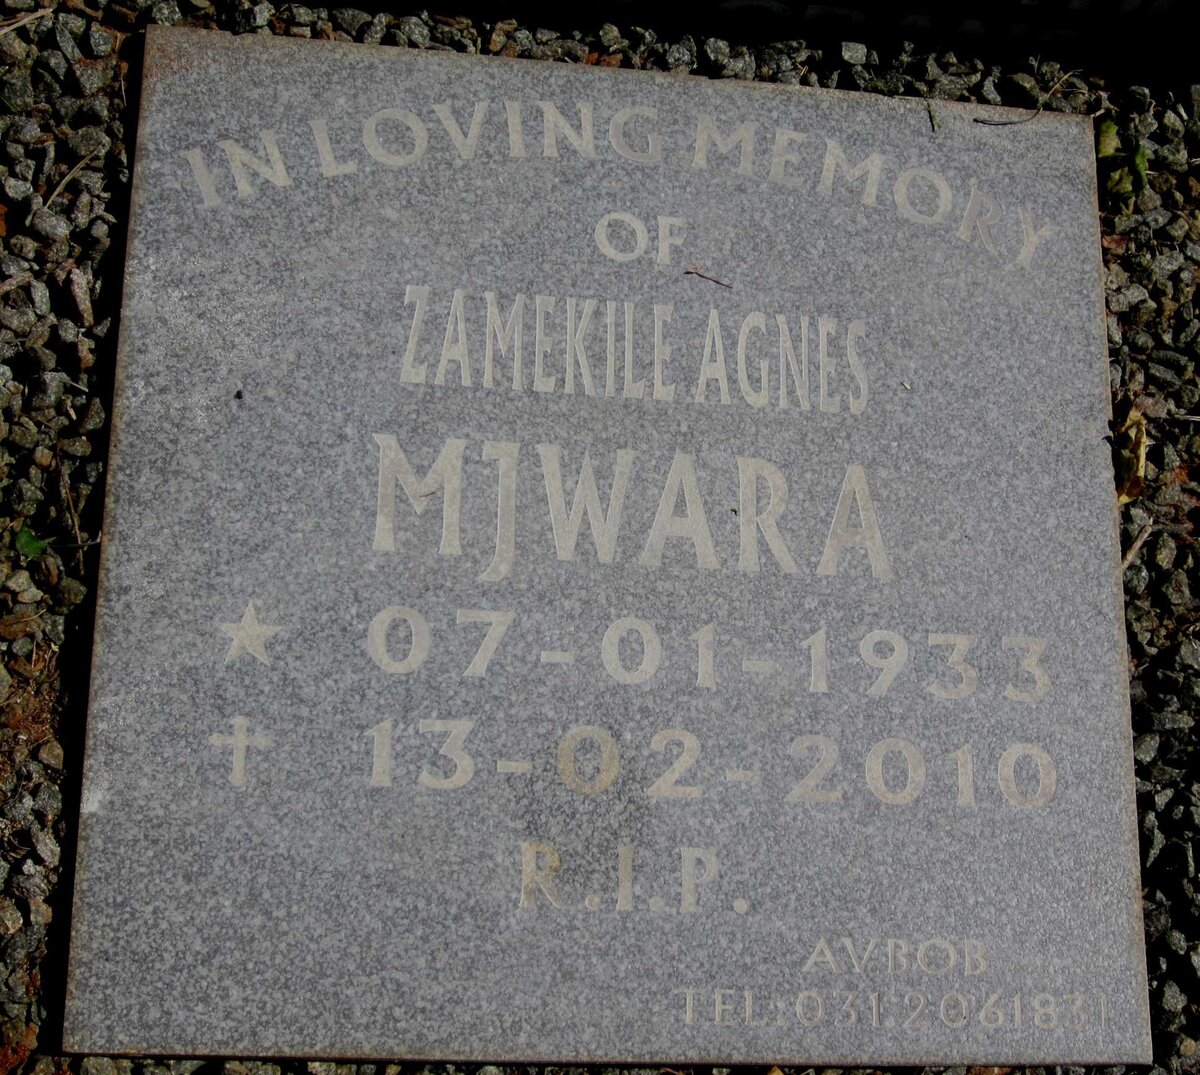 IN LOVING MEMORY
OF
ZAMEKILE AGNES
MJWARA
07-01-1933
13-02-2010
R.I.P.
AVBOB
TEL: 031 2061831